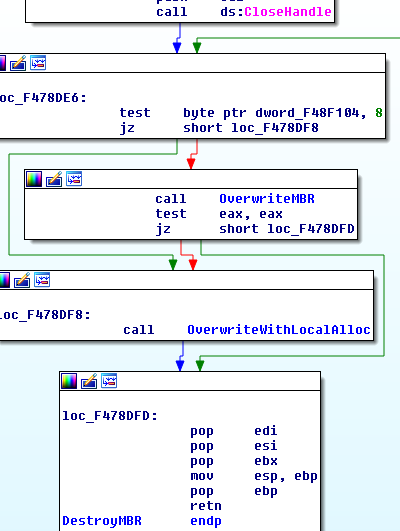 call ds:CloseHandle
loc_F478DE6:
test byte ptr dword_F48F104, 8
jz short loc_F478DF8
call OverwriteMBR
test eax, eax
jz short loc_F478DFD
loc_F478DF8:
call OverwriteWithLocalAlloc
loc_F478DFD:
pop edi
pop esi
pop ebx
mov esp, ebp
pop ebp
retn
DestroyMBR endp